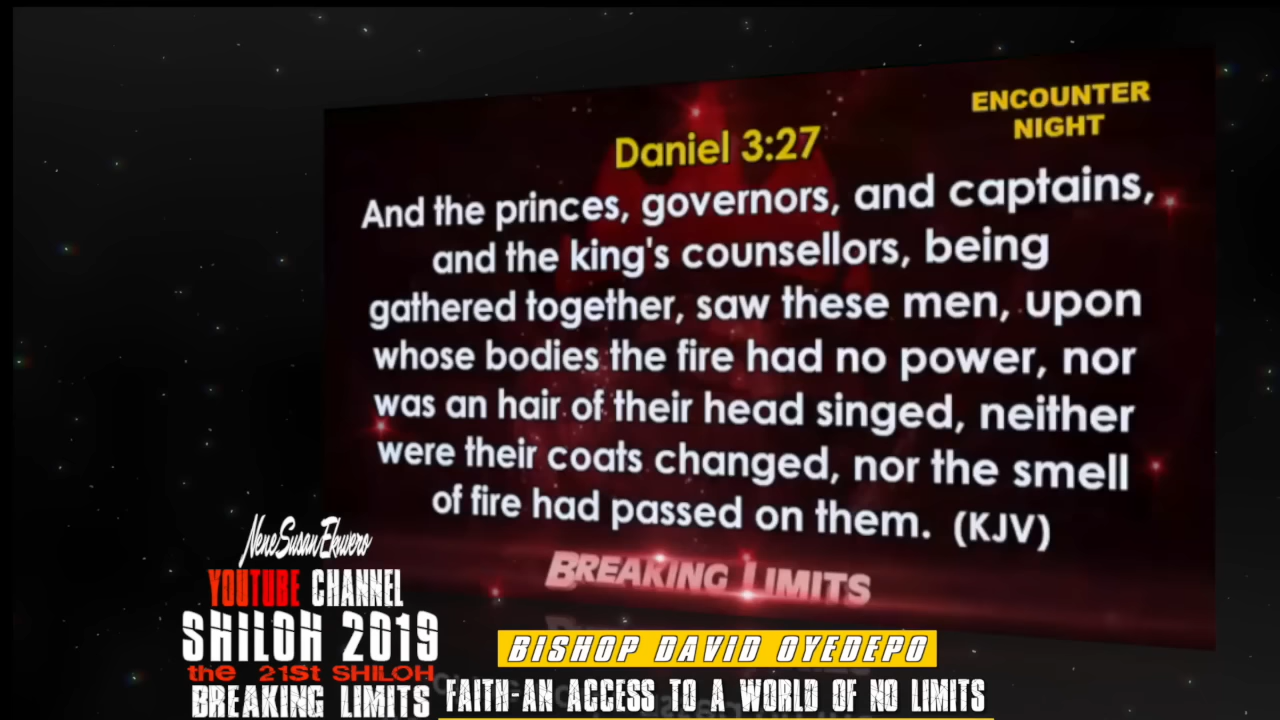 ENCOUNTER
NIGHT
Daniel 3:27
And the princes, governors, and captains,
and the king's counsellors, being
gathered together, saw these men, upon
whose bodies the fire had no power, nor
was an hair of their head singed, neither
were their coats changed, nor the smell
of fire had passed on them. (KJV)
BREAKING LIMITS
NeneSusanEkwero
YOUTUBE CHANNEL
SHILOH 2019
the 21st SHILOH
BREAKING LIMITS
BISHOP DAVID OYEDEPO
FAITH-AN ACCESS TO A WORLD OF NO LIMITS